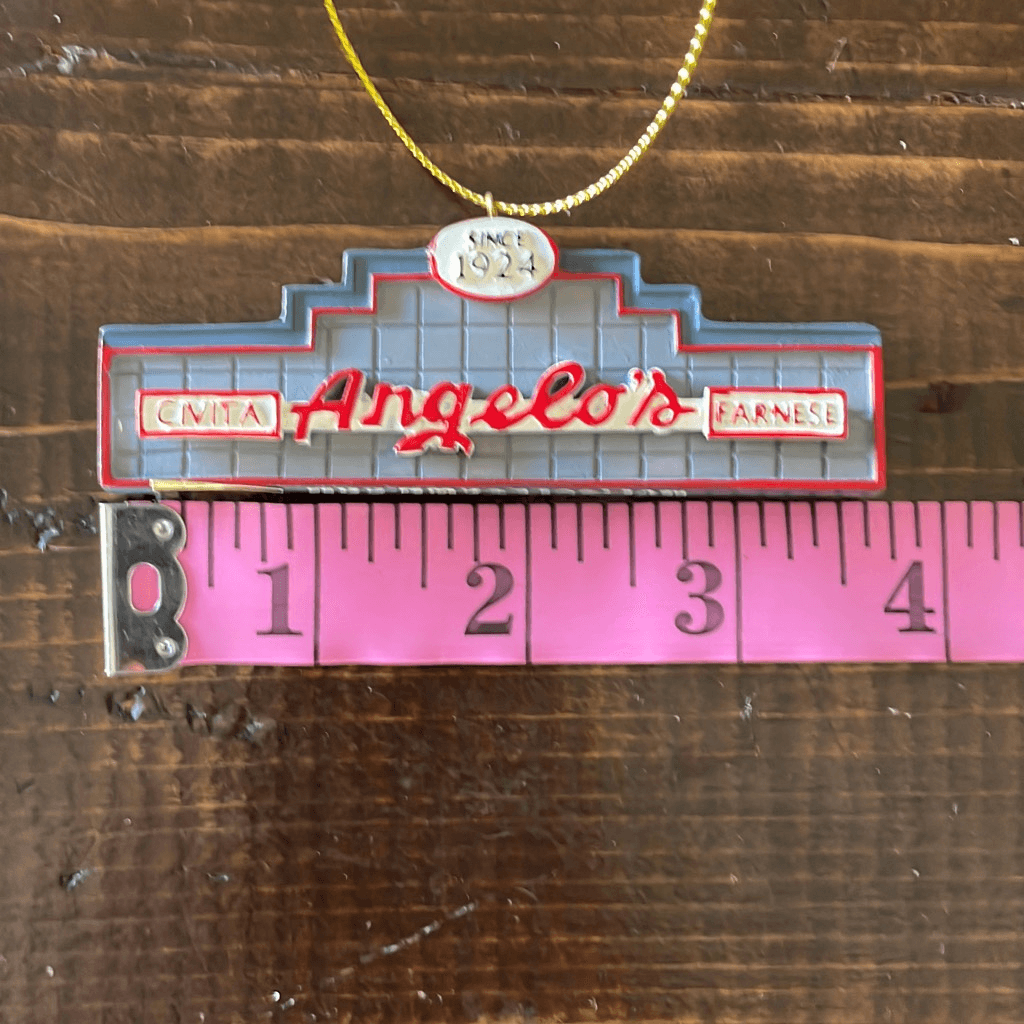 SINCE
1924
CIVITA Angelo's FARNESE
1 2 3 4